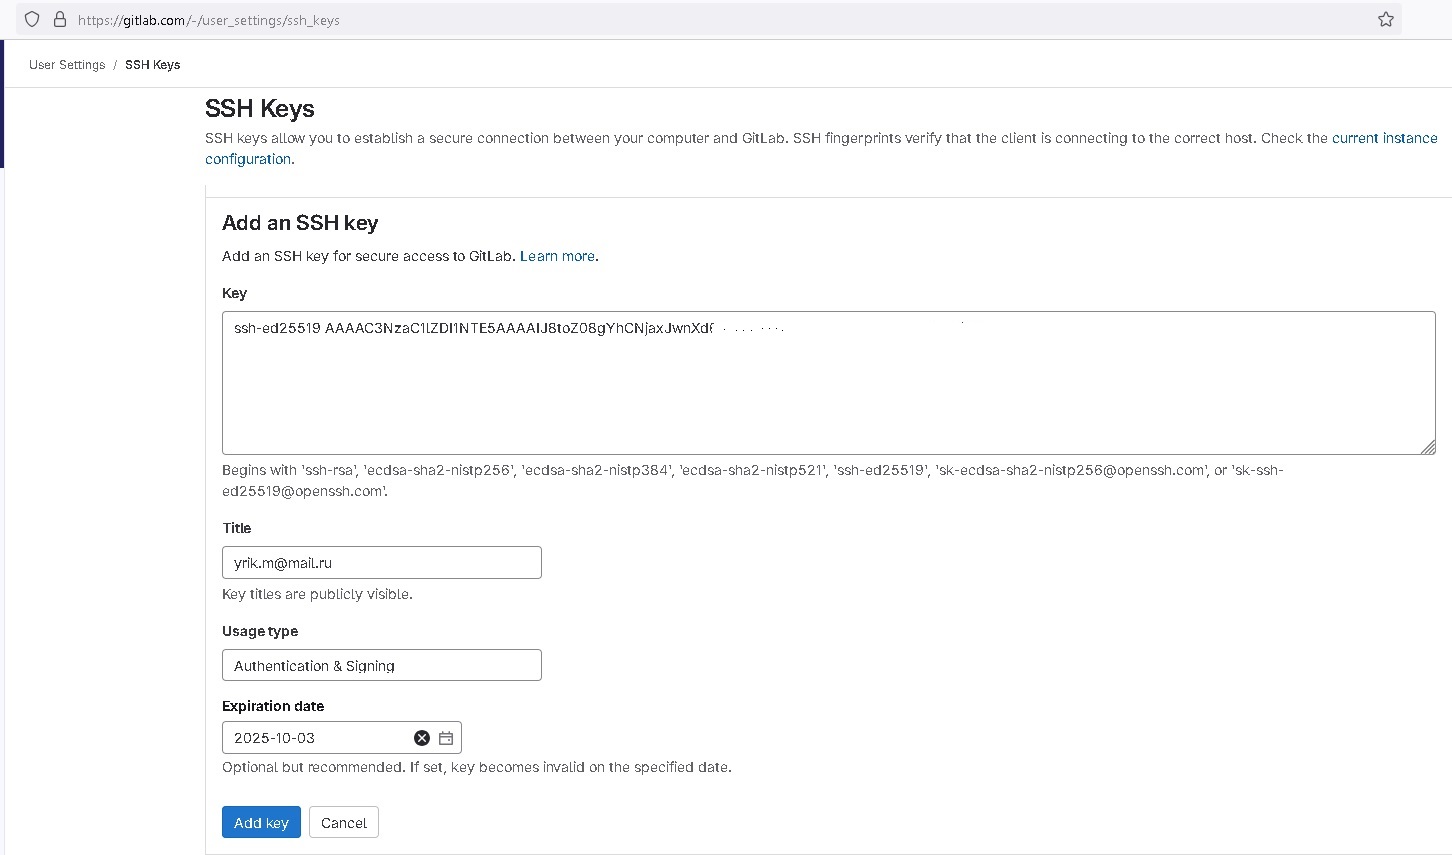 https://gitlab.com/-/user_settings/ssh_keys
User Settings / SSH Keys
SSH Keys
SSH keys allow you to establish a secure connection between your computer and GitLab. SSH fingerprints verify that the client is connecting to the correct host. Check the current instance
configuration.
Add an SSH key
Add an SSH key for secure access to GitLab. Learn more.
Key
ssh-ed25519 AAAAC3NzaC1lZDI1NTE5AAAAIJ8toZ08gYhCNjaxJwnXd
Begins with 'ssh-rsa', 'ecdsa-sha2-nistp256', 'ecdsa-sha2-nistp384', 'ecdsa-sha2-nistp521', 'ssh-ed25519', 'sk-ecdsa-sha2-nistp256@openssh.com', or 'sk-ssh-
ed25519@openssh.com'.
Title
yrik.m@mail.ru
Key titles are publicly visible.
Usage type
Authentication & Signing
Expiration date
2025-10-03
Optional but recommended. If set, key becomes invalid on the specified date.
Add key Cancel